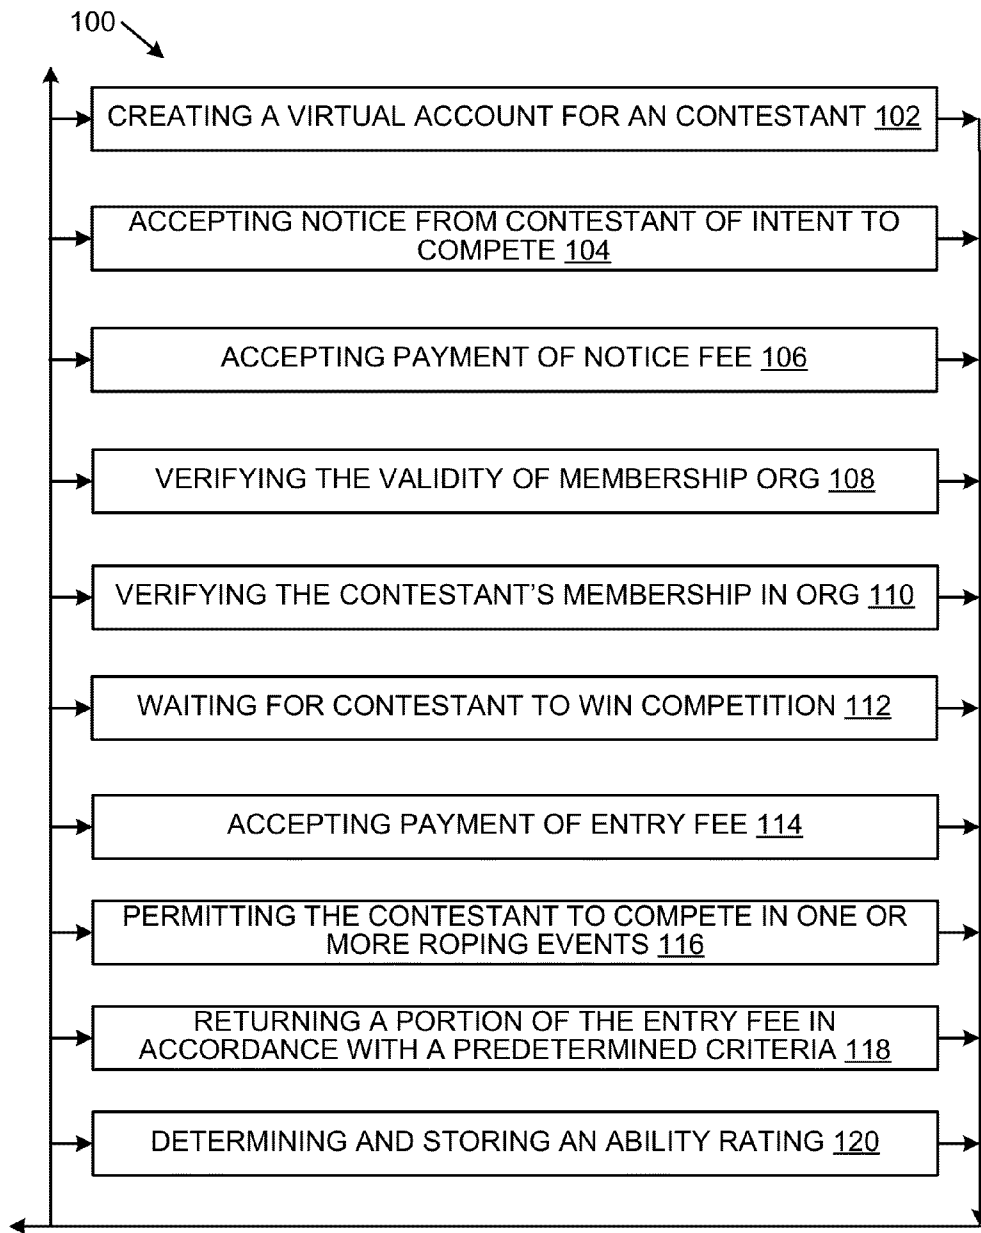 100
CREATING A VIRTUAL ACCOUNT FOR AN CONTESTANT 102
ACCEPTING NOTICE FROM CONTESTANT OF INTENT TO
COMPETE 104
ACCEPTING PAYMENT OF NOTICE FEE 106
VERIFYING THE VALIDITY OF MEMBERSHIP ORG 108
VERIFYING THE CONTESTANT'S MEMBERSHIP IN ORG 110
WAITING FOR CONTESTANT TO WIN COMPETITION 112
ACCEPTING PAYMENT OF ENTRY FEE 114
PERMITTING THE CONTESTANT TO COMPETE IN ONE OR
MORE ROPING EVENTS 116
RETURNING A PORTION OF THE ENTRY FEE IN
ACCORDANCE WITH A PREDETERMINED CRITERIA 118
DETERMINING AND STORING AN ABILITY RATING 120